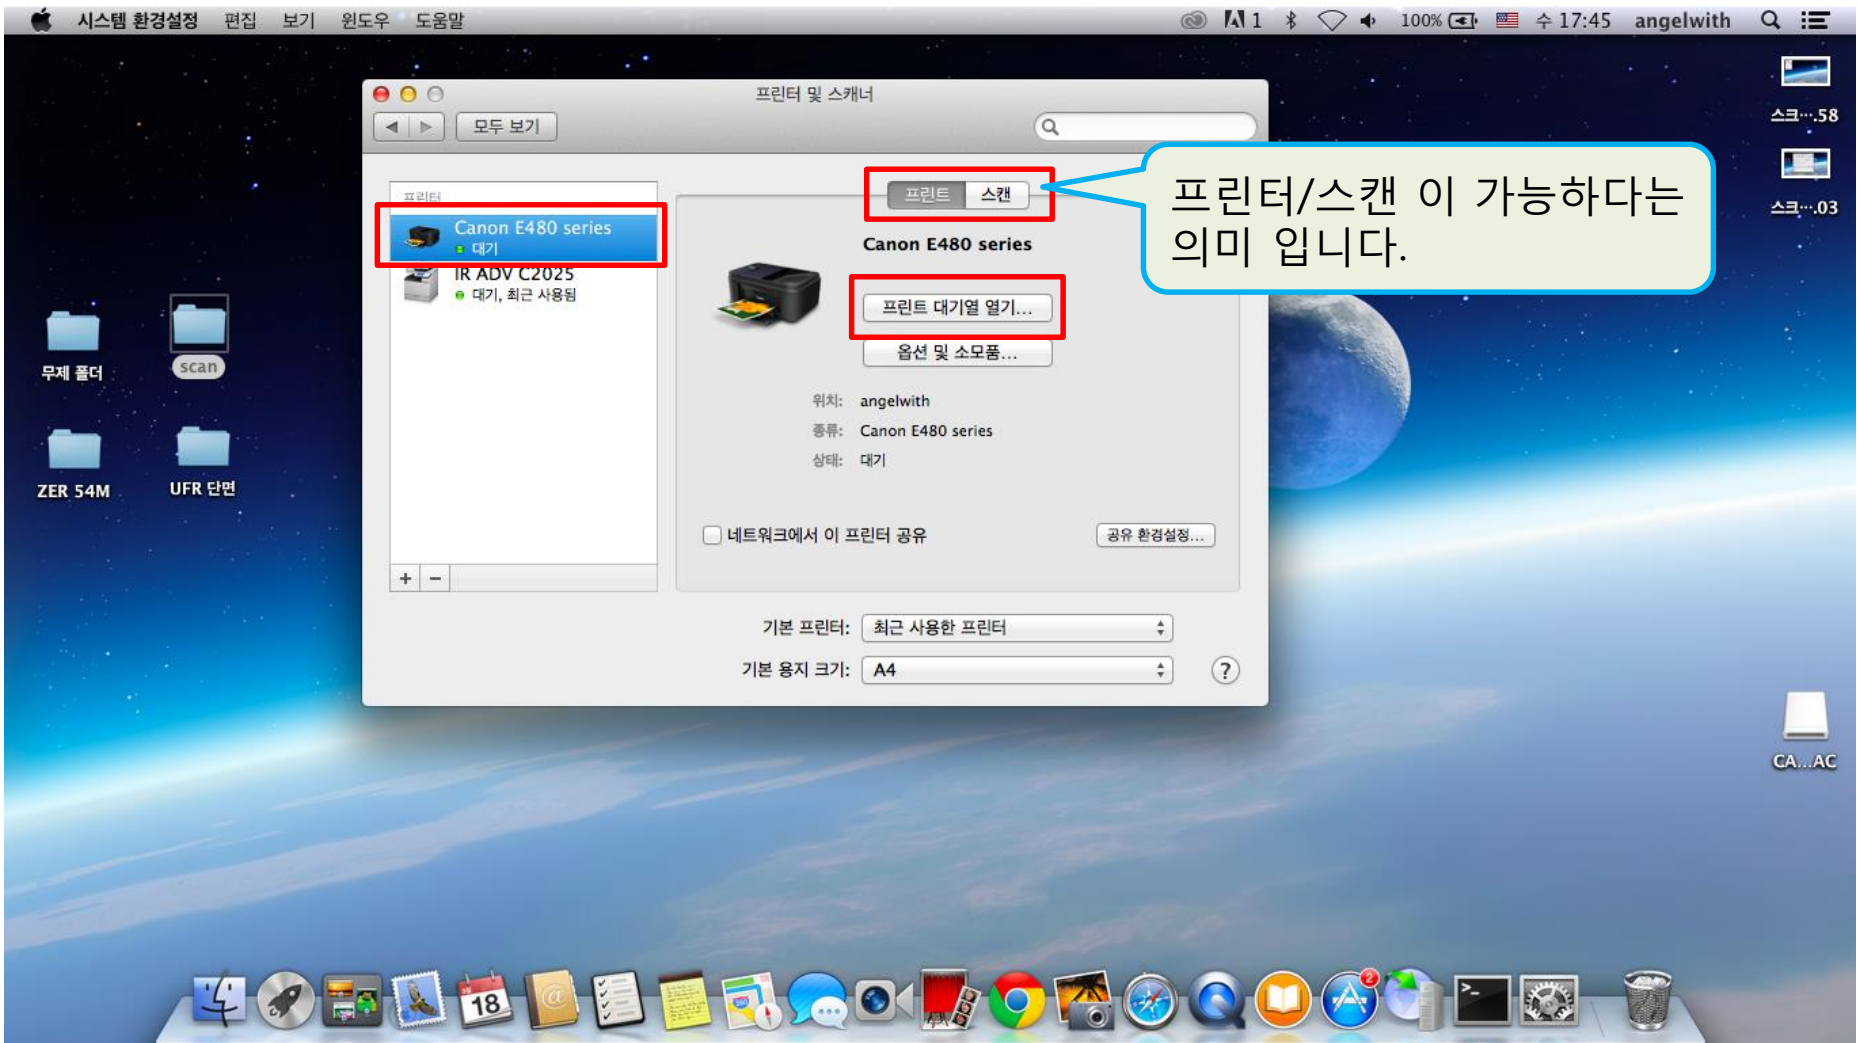 시스템 환경설정 편집 보기 윈도우 도움말
1 100% 수 17:45 angelwith
프린터 및 스캐너
모두 보기
스크….58
스크….03
프린터/스캔 이 가능하다는
의미 입니다.
프린터
Canon E480 series
대기
IR ADV C2025
대기, 최근 사용됨
프린트 스캔
Canon E480 series
프린트 대기열 열기...
옵션 및 소모품...
위치: angelwith
종류: Canon E480 series
상태: 대기
네트워크에서 이 프린터 공유
공유 환경설정...
+ −
기본 프린터: 최근 사용한 프린터
기본 용지 크기: A4
?
무제 폴더
scan
ZER 54M
UFR 단면
CA...AC
18
2